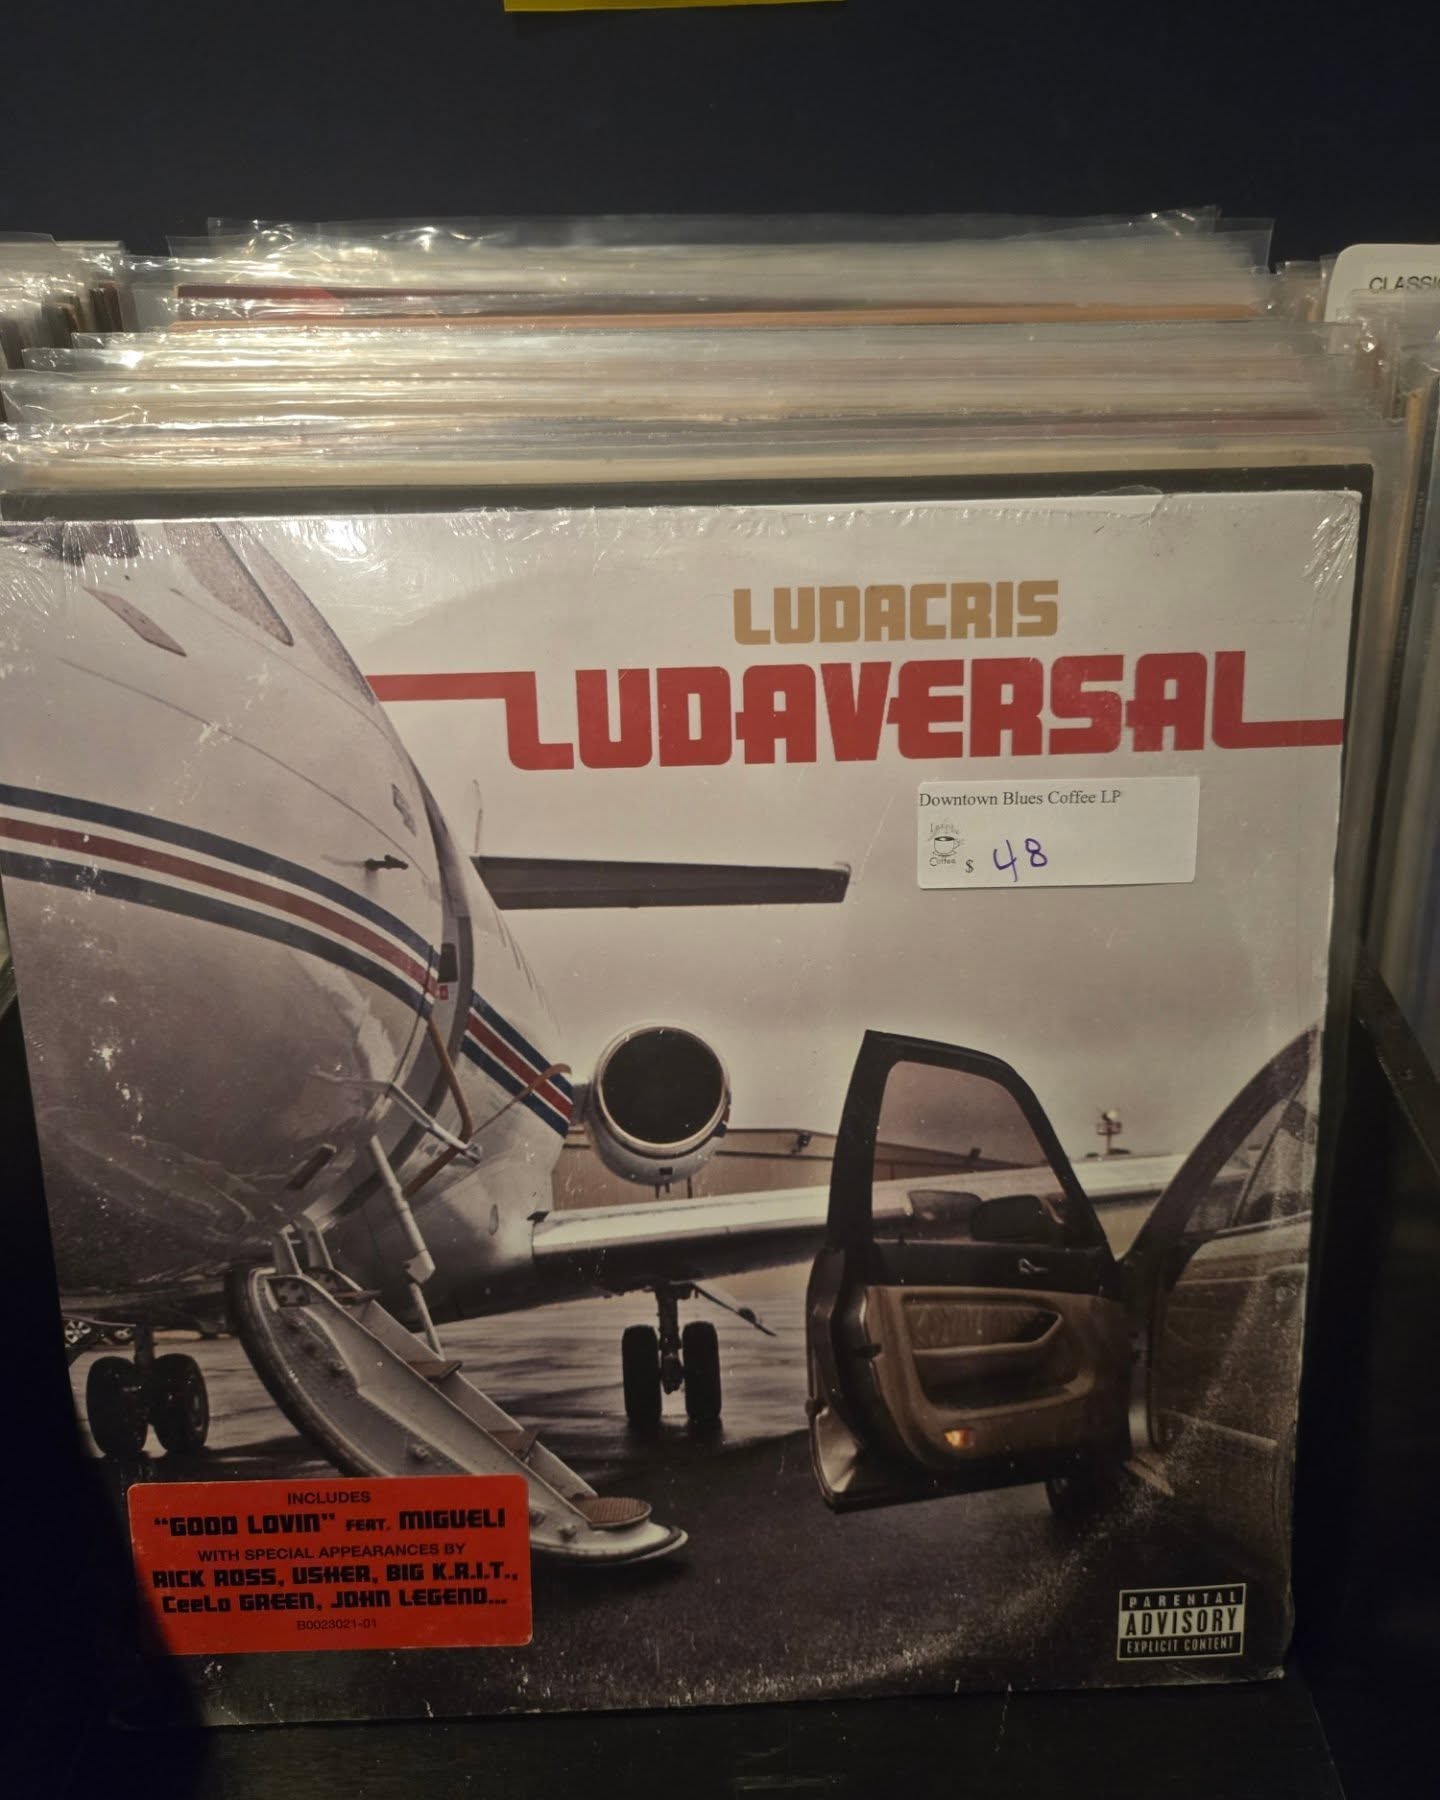 CLASSIC
LUDACRIS
LUDAVERSAL
Downtown Blues Coffee LP
Coffee
$ 48
INCLUDES
"GOOD LOVIN" FEAT. MIGUEL!
WITH SPECIAL APPEARANCES BY
RICK ROSS, USHER, BIG K.R.I.T.,
CeeLo GREEN, JOHN LEGEND...
B0023021-01
PARENTAL
ADVISORY
EXPLICIT CONTENT